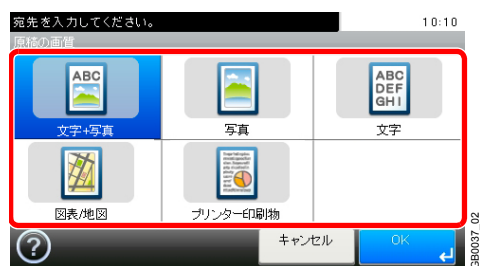 宛先を入力してください。 10:10
原稿の画質
ABC
文字+写真
写真
ABC
DEF
GHI
文字
図表/地図
プリンター印刷物
?
キャンセル
OK
GB0037_02